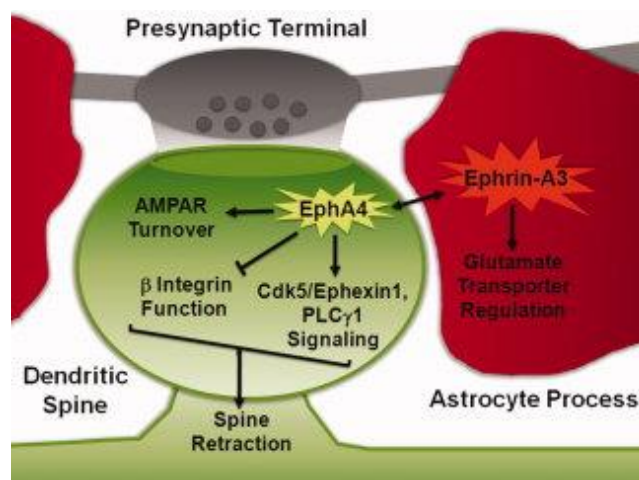 Presynaptic Terminal
EphA4
Ephrin-A3
AMPAR
Turnover
β Integrin
Function
Cdk5/Ephexin1,
PLCγ1
Signaling
Glutamate
Transporter
Regulation
Dendritic
Spine
Spine
Retraction
Astrocyte Process